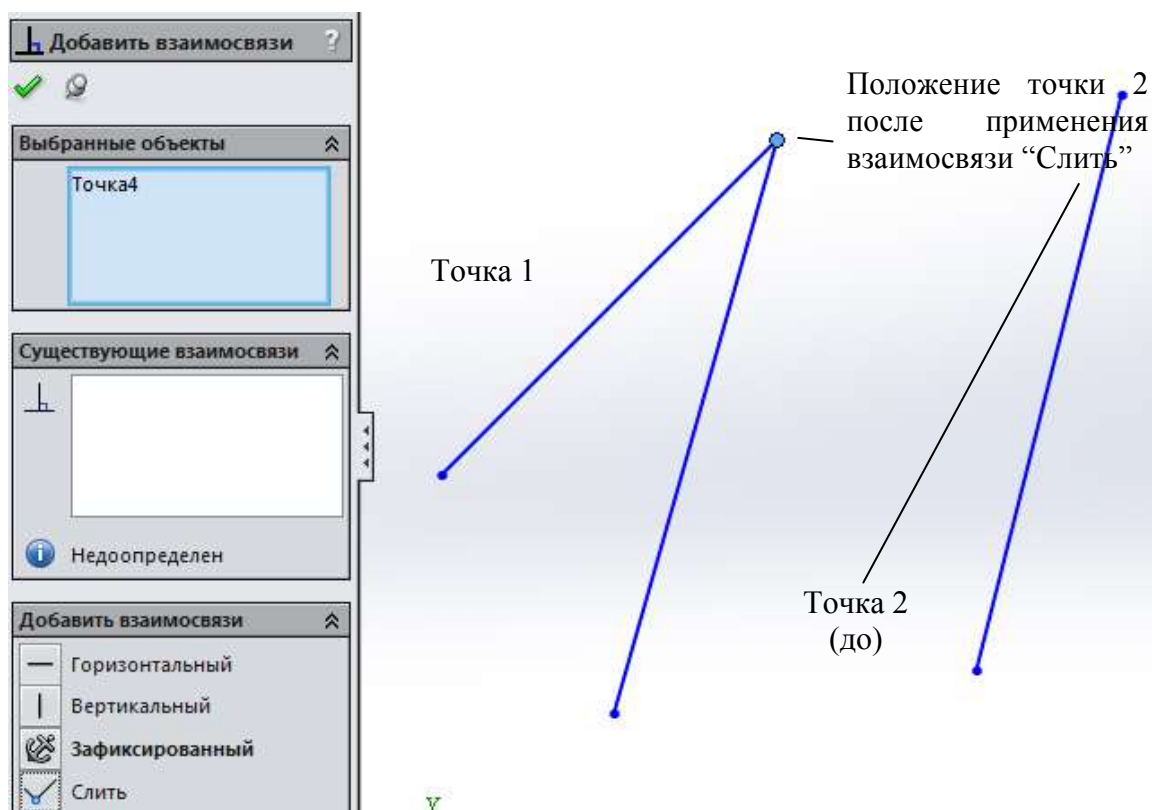 Добавить взаимосвязи ?
Выбранные объекты
Точка4
Существующие взаимосвязи
Недоопределен
Добавить взаимосвязи
Горизонтальный
Вертикальный
Зафиксированный
Слить
Положение точки 2
после применения
взаимосвязи “Слить”
Точка 1
Точка 2
(до)
Y